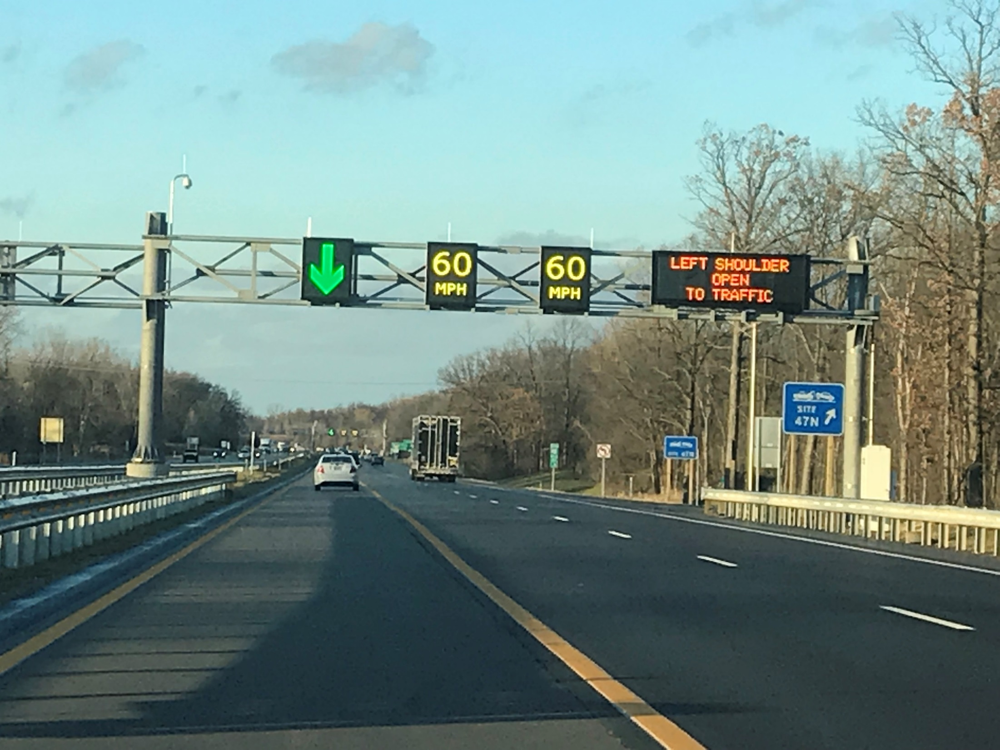 60
MPH
60
MPH
LEFT SHOULDER
OPEN
TO TRAFFIC
SITE
47N